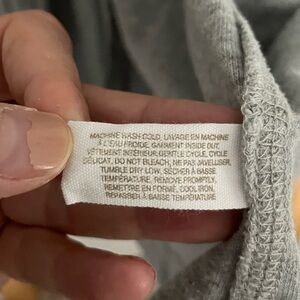 MACHINE WASH COLD, LAVAGE EN MACHINE
À L'EAU FROIDE, GARMENT INSIDE OUT,
VÊTEMENT INTÉRIEUR, GENTLE CYCLE, CYCLE
DÉLICAT, DO NOT BLEACH, NE PAS JAVELLISER,
TUMBLE DRY LOW, SÉCHER À BASSE
TEMPÉRATURE, REMOVE PROMPTLY,
REMETTRE EN FORMÉ, COOL IRON,
REPASSER À BASSE TEMPÉRATURE